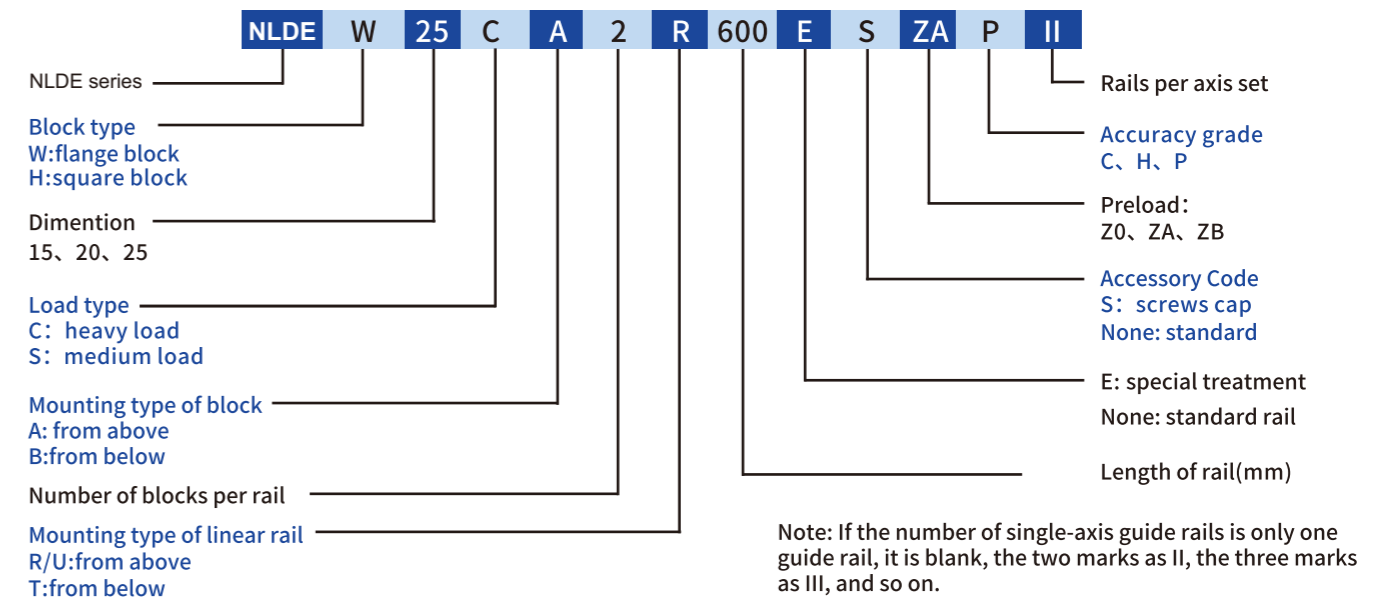 NLDE W 25 C A 2 R 600 E S ZA P II
NLDE series
Block type
W:flange block
H:square block
Dimention
15、20、25
Load type
C：heavy load
S：medium load
Mounting type of block
A: from above
B:from below
Number of blocks per rail
Mounting type of linear rail
R/U:from above
T:from below
Rails per axis set
Accuracy grade
C、H、P
Preload：
Z0、ZA、ZB
Accessory Code
S：screws cap
None: standard
E: special treatment
None: standard rail
Length of rail(mm)
Note: If the number of single-axis guide rails is only one
guide rail, it is blank, the two marks as II, the three marks
as III, and so on.